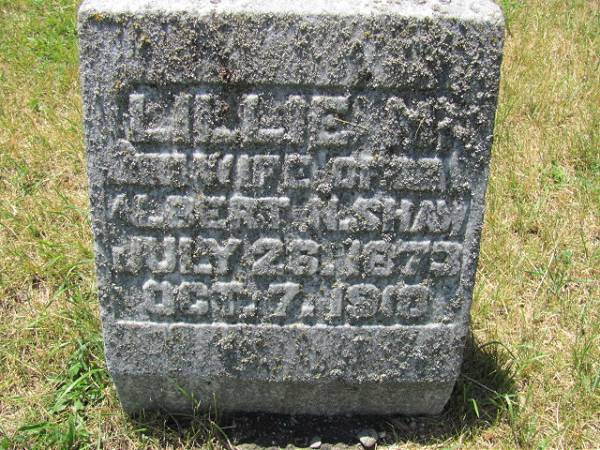 LILLIE M.
WIFE OF
ALBERT N. SHAW
JULY 26. 1873
OCT. 7. 1910